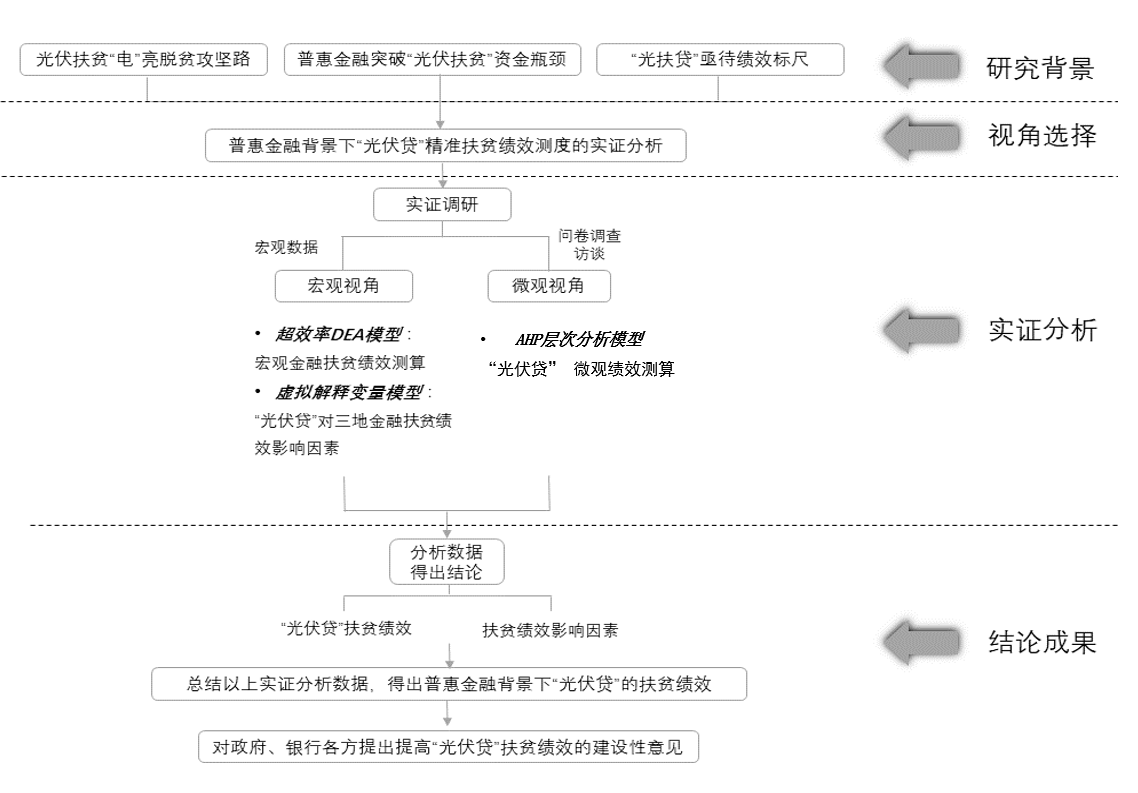 光伏扶贫“电”亮脱贫攻坚路
普惠金融突破“光伏扶贫”资金瓶颈
“光扶贷”亟待绩效标尺
研究背景
普惠金融背景下“光伏贷”精准扶贫绩效测度的实证分析
视角选择
实证调研
宏观数据
问卷调查
访谈
宏观视角
微观视角
实证分析
• 超效率DEA模型：
宏观金融扶贫绩效测算
• 虚拟解释变量模型：
“光伏贷”对三地金融扶贫绩
效影响因素
• AHP层次分析模型
“光伏贷” 微观绩效测算
分析数据
得出结论
“光伏贷”扶贫绩效
扶贫绩效影响因素
结论成果
总结以上实证分析数据，得出普惠金融背景下“光伏贷”的扶贫绩效
对政府、银行各方提出提高“光伏贷”扶贫绩效的建设性意见